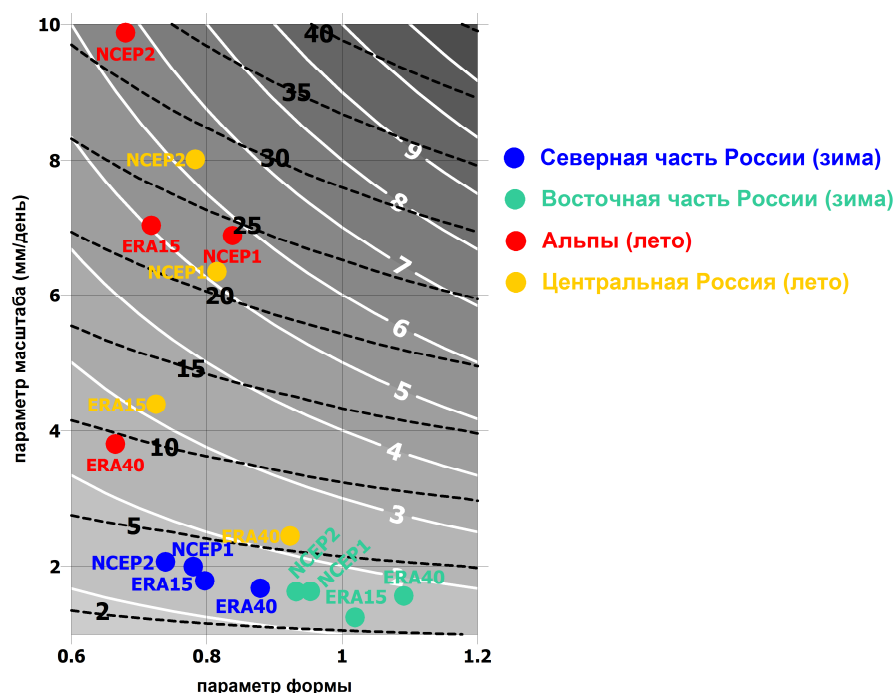 10
40
NCEP2
35
9
Северная часть России (зима)
8
NCEP2
30
Восточная часть России (зима)
8
25
ERA15
NCEP1
Альпы (лето)
7
NCEP1
Центральная Россия (лето)
6
20
6
15
5
ERA15
4
10
4
ERA40
3
5
ERA40
NCEP2
NCEP1
NCEP1
NCEP2
2
ERA15
ERA40
ERA15
ERA40
2
0.6
0.8
1
1.2
параметр формы
параметр масштаба (мм/день)